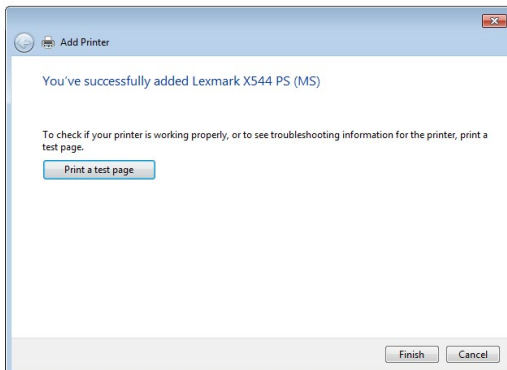 Add Printer
You've successfully added Lexmark X544 PS (MS)
To check if your printer is working properly, or to see troubleshooting information for the printer, print a
test page.
Print a test page
Finish
Cancel